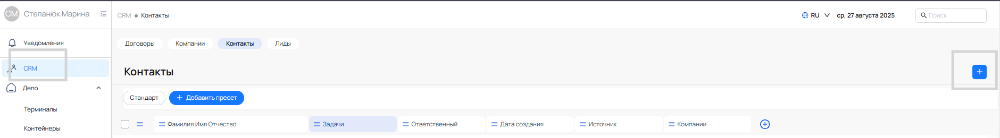 СМ Степанюк Марина
CRM Контакты
RU ср, 27 августа 2025
Поиск
Уведомления
CRM
Депо
Терминалы
Контейнеры
Договоры Компании Контакты Лиды
Контакты
Стандарт Добавить пресет
Фамилия Имя Отчество Задачи Ответственный Дата создания Источник Компании